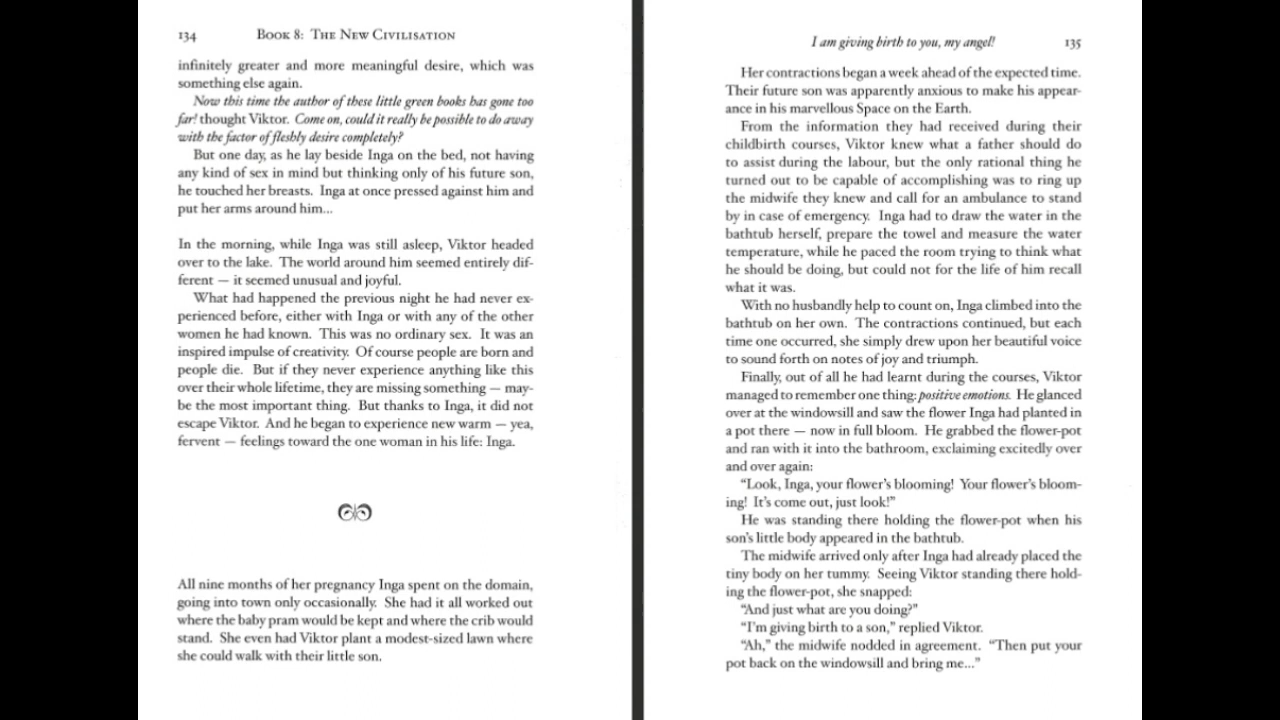 134 Book 8: The New Civilisation
infinitely greater and more meaningful desire, which was
something else again.
Now this time the author of these little green books has gone too
far! thought Viktor. Come on, could it really be possible to do away
with the factor of fleshly desire completely?
But one day, as he lay beside Inga on the bed, not having
any kind of sex in mind but thinking only of his future son,
he touched her breasts. Inga at once pressed against him and
put her arms around him...
In the morning, while Inga was still asleep, Viktor headed
over to the lake. The world around him seemed entirely dif-
ferent — it seemed unusual and joyful.
What had happened the previous night he had never ex-
perienced before, either with Inga or with any of the other
women he had known. This was no ordinary sex. It was an
inspired impulse of creativity. Of course people are born and
people die. But if they never experience anything like this
over their whole lifetime, they are missing something — may-
be the most important thing. But thanks to Inga, it did not
escape Viktor. And he began to experience new warm — yea,
fervent — feelings toward the one woman in his life: Inga.
All nine months of her pregnancy Inga spent on the domain,
going into town only occasionally. She had it all worked out
where the baby pram would be kept and where the crib would
stand. She even had Viktor plant a modest-sized lawn where
she could walk with their little son.
I am giving birth to you, my angel! 135
Her contractions began a week ahead of the expected time.
Their future son was apparently anxious to make his appear-
ance in his marvellous Space on the Earth.
From the information they had received during their
childbirth courses, Viktor knew what a father should do
to assist during the labour, but the only rational thing he
turned out to be capable of accomplishing was to ring up
the midwife they knew and call for an ambulance to stand
by in case of emergency. Inga had to draw the water in the
bathtub herself, prepare the towel and measure the water
temperature, while he paced the room trying to think what
he should be doing, but could not for the life of him recall
what it was.
With no husbandly help to count on, Inga climbed into the
bathtub on her own. The contractions continued, but each
time one occurred, she simply drew upon her beautiful voice
to sound forth on notes of joy and triumph.
Finally, out of all he had learnt during the courses, Viktor
managed to remember one thing: positive emotions. He glanced
over at the windowsill and saw the flower Inga had planted in
a pot there — now in full bloom. He grabbed the flower-pot
and ran with it into the bathroom, exclaiming excitedly over
and over again:
“Look, Inga, your flower’s blooming! Your flower’s bloom-
ing! It’s come out, just look!”
He was standing there holding the flower-pot when his
son’s little body appeared in the bathtub.
The midwife arrived only after Inga had already placed the
tiny body on her tummy. Seeing Viktor standing there hold-
ing the flower-pot, she snapped:
“And just what are you doing?”
“I’m giving birth to a son,” replied Viktor.
“Ah,” the midwife nodded in agreement. “Then put your
pot back on the windowsill and bring me...”